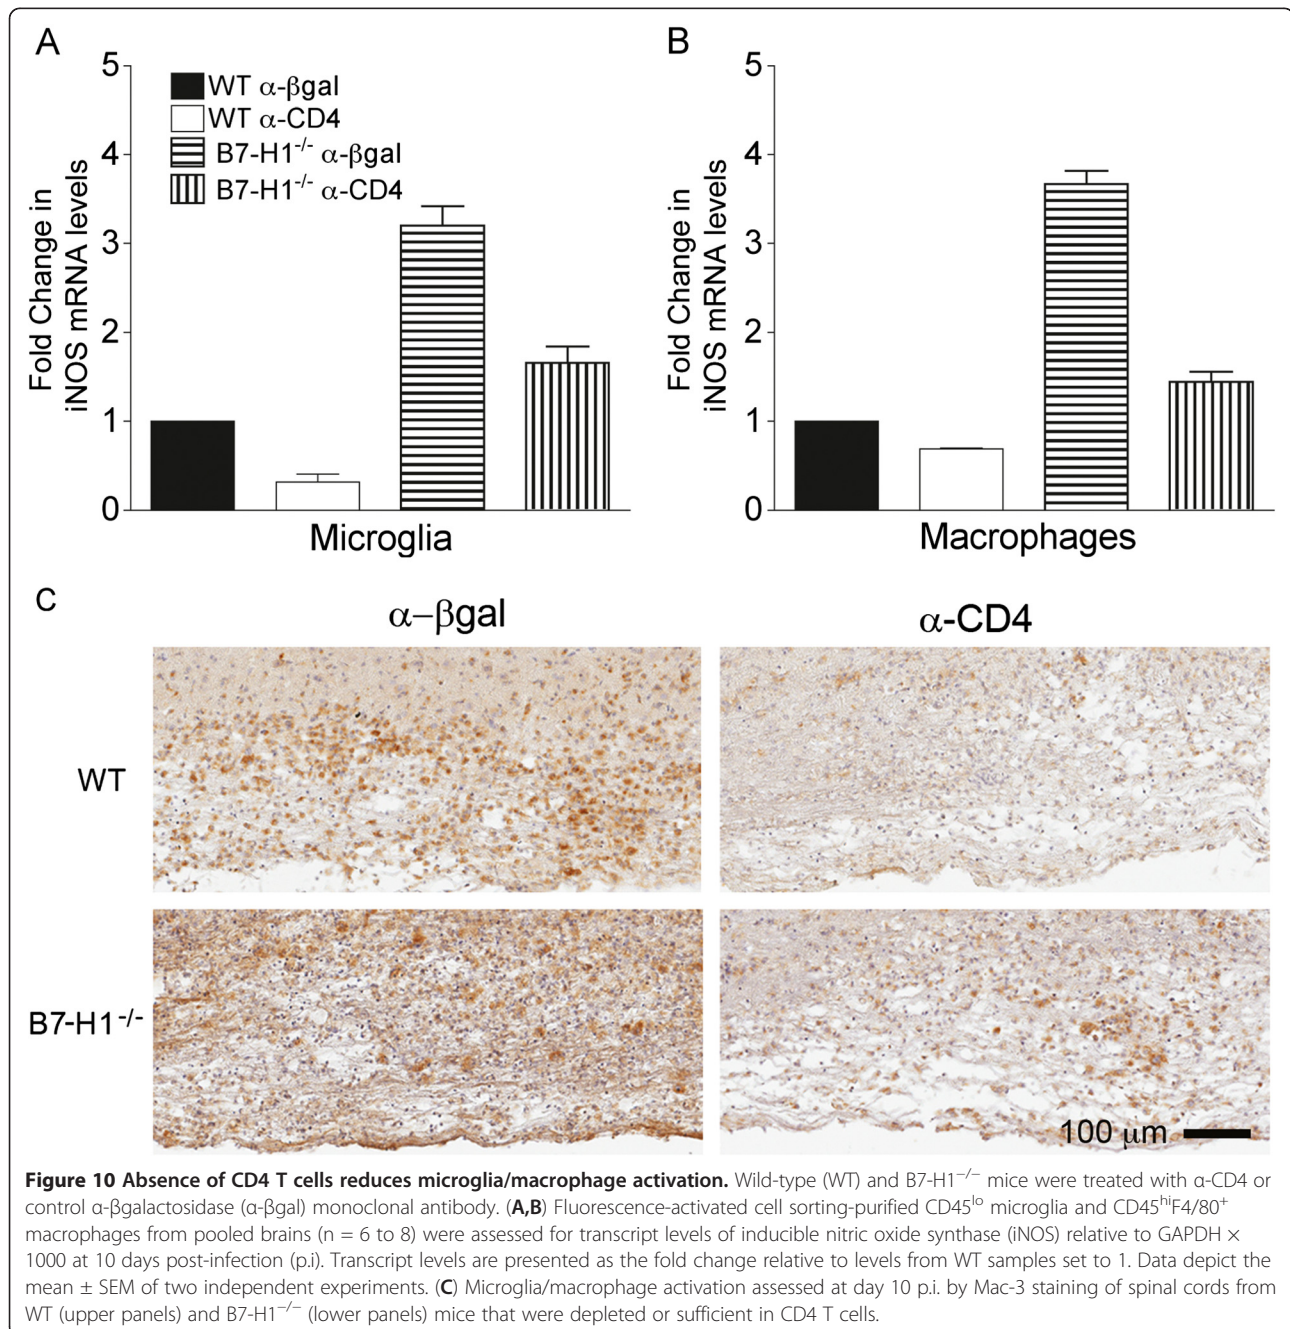 A
B
5
4
3
2
1
0
Fold Change in
iNOS mRNA levels
WT α-βgal
WT α-CD4
B7-H1-/- α-βgal
B7-H1-/- α-CD4
Microglia
5
4
3
2
1
0
Fold Change in
iNOS mRNA levels
Macrophages
C
α–βgal
α-CD4
WT
B7-H1-/-
100 μm
Figure 10 Absence of CD4 T cells reduces microglia/macrophage activation. Wild-type (WT) and B7-H1−/− mice were treated with α-CD4 or
control α-βgalactosidase (α-βgal) monoclonal antibody. (A,B) Fluorescence-activated cell sorting-purified CD45lo microglia and CD45hiF4/80+
macrophages from pooled brains (n = 6 to 8) were assessed for transcript levels of inducible nitric oxide synthase (iNOS) relative to GAPDH ×
1000 at 10 days post-infection (p.i). Transcript levels are presented as the fold change relative to levels from WT samples set to 1. Data depict the
mean ± SEM of two independent experiments. (C) Microglia/macrophage activation assessed at day 10 p.i. by Mac-3 staining of spinal cords from
WT (upper panels) and B7-H1−/− (lower panels) mice that were depleted or sufficient in CD4 T cells.